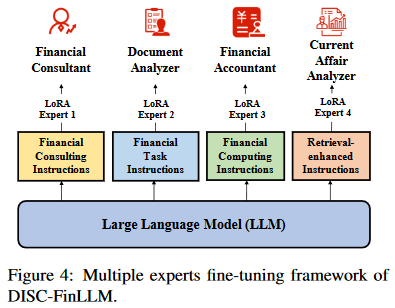 Financial Consultant
Document Analyzer
Financial Accountant
Current Affair Analyzer
LoRA Expert 1
LoRA Expert 2
LoRA Expert 3
LoRA Expert 4
Financial Consulting Instructions
Financial Task Instructions
Financial Computing Instructions
Retrieval-enhanced Instructions
Large Language Model (LLM)
Figure 4: Multiple experts fine-tuning framework of
DISC-FinLLM.